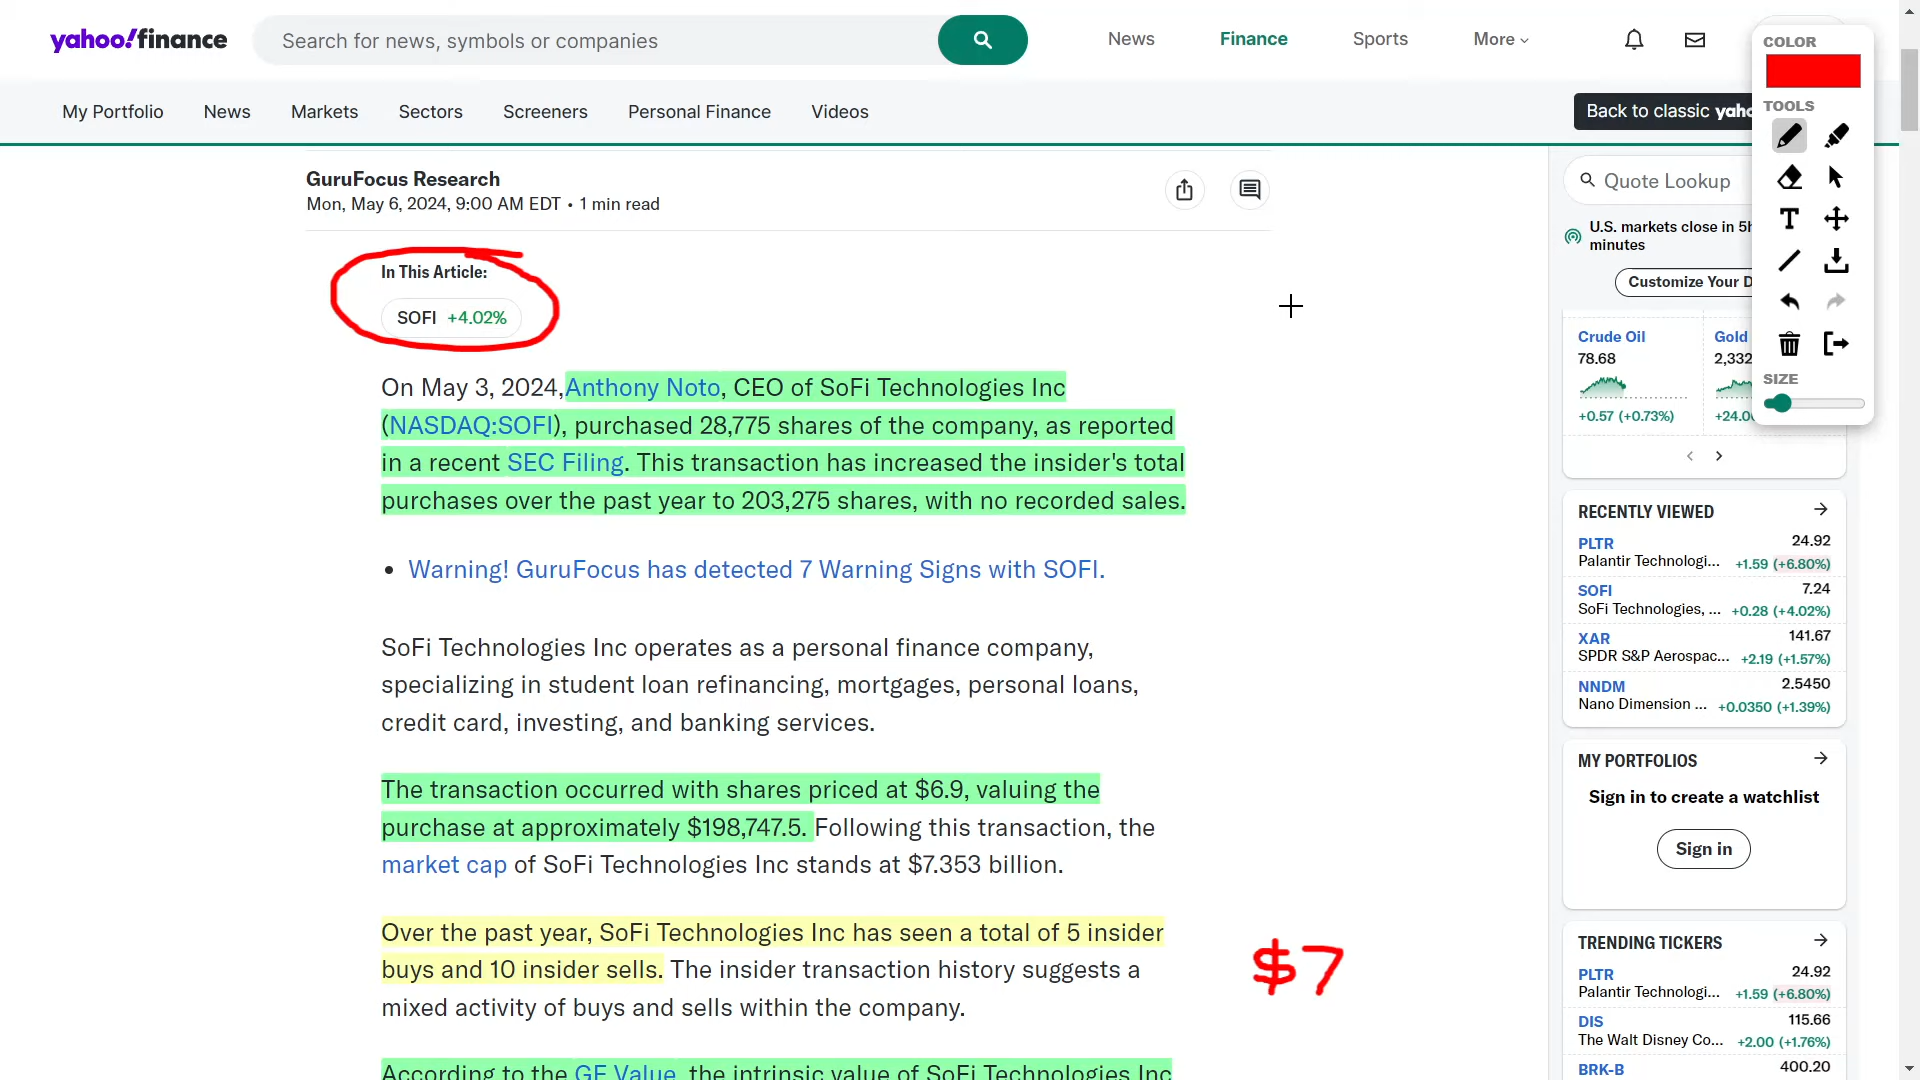 yahoo!finance
Search for news, symbols or companies
News
Finance
Sports
More
COLOR
TOOLS
SIZE
My Portfolio
News
Markets
Sectors
Screeners
Personal Finance
Videos
Back to classic
GuruFocus Research
Mon, May 6, 2024, 9:00 AM EDT • 1 min read
In This Article:
SOFI +4.02%
On May 3, 2024,Anthony Noto, CEO of SoFi Technologies Inc
(NASDAQ:SOFI), purchased 28,775 shares of the company, as reported
in a recent SEC Filing. This transaction has increased the insider's total
purchases over the past year to 203,275 shares, with no recorded sales.
• Warning! GuruFocus has detected 7 Warning Signs with SOFI.
SoFi Technologies Inc operates as a personal finance company,
specializing in student loan refinancing, mortgages, personal loans,
credit card, investing, and banking services.
The transaction occurred with shares priced at $6.9, valuing the
purchase at approximately $198,747.5. Following this transaction, the
market cap of SoFi Technologies Inc stands at $7.353 billion.
Over the past year, SoFi Technologies Inc has seen a total of 5 insider
buys and 10 insider sells. The insider transaction history suggests a
mixed activity of buys and sells within the company.
$7
According to the GF Value, the intrinsic value of SoFi Technologies Inc
Quote Lookup
U.S. markets close in 5h
minutes
Customize Your
Crude Oil
78.68
+0.57 (+0.73%)
Gold
2,332
+24.0
RECENTLY VIEWED
PLTR 24.92
Palantir Technologi... +1.59 (+6.80%)
SOFI 7.24
SoFi Technologies, ... +0.28 (+4.02%)
XAR 141.67
SPDR S&P Aerospac... +2.19 (+1.57%)
NNDM 2.5450
Nano Dimension ... +0.0350 (+1.39%)
MY PORTFOLIOS
Sign in to create a watchlist
Sign in
TRENDING TICKERS
PLTR 24.92
Palantir Technologi... +1.59 (+6.80%)
DIS 115.66
The Walt Disney Co... +2.00 (+1.76%)
BRK-B 400.20